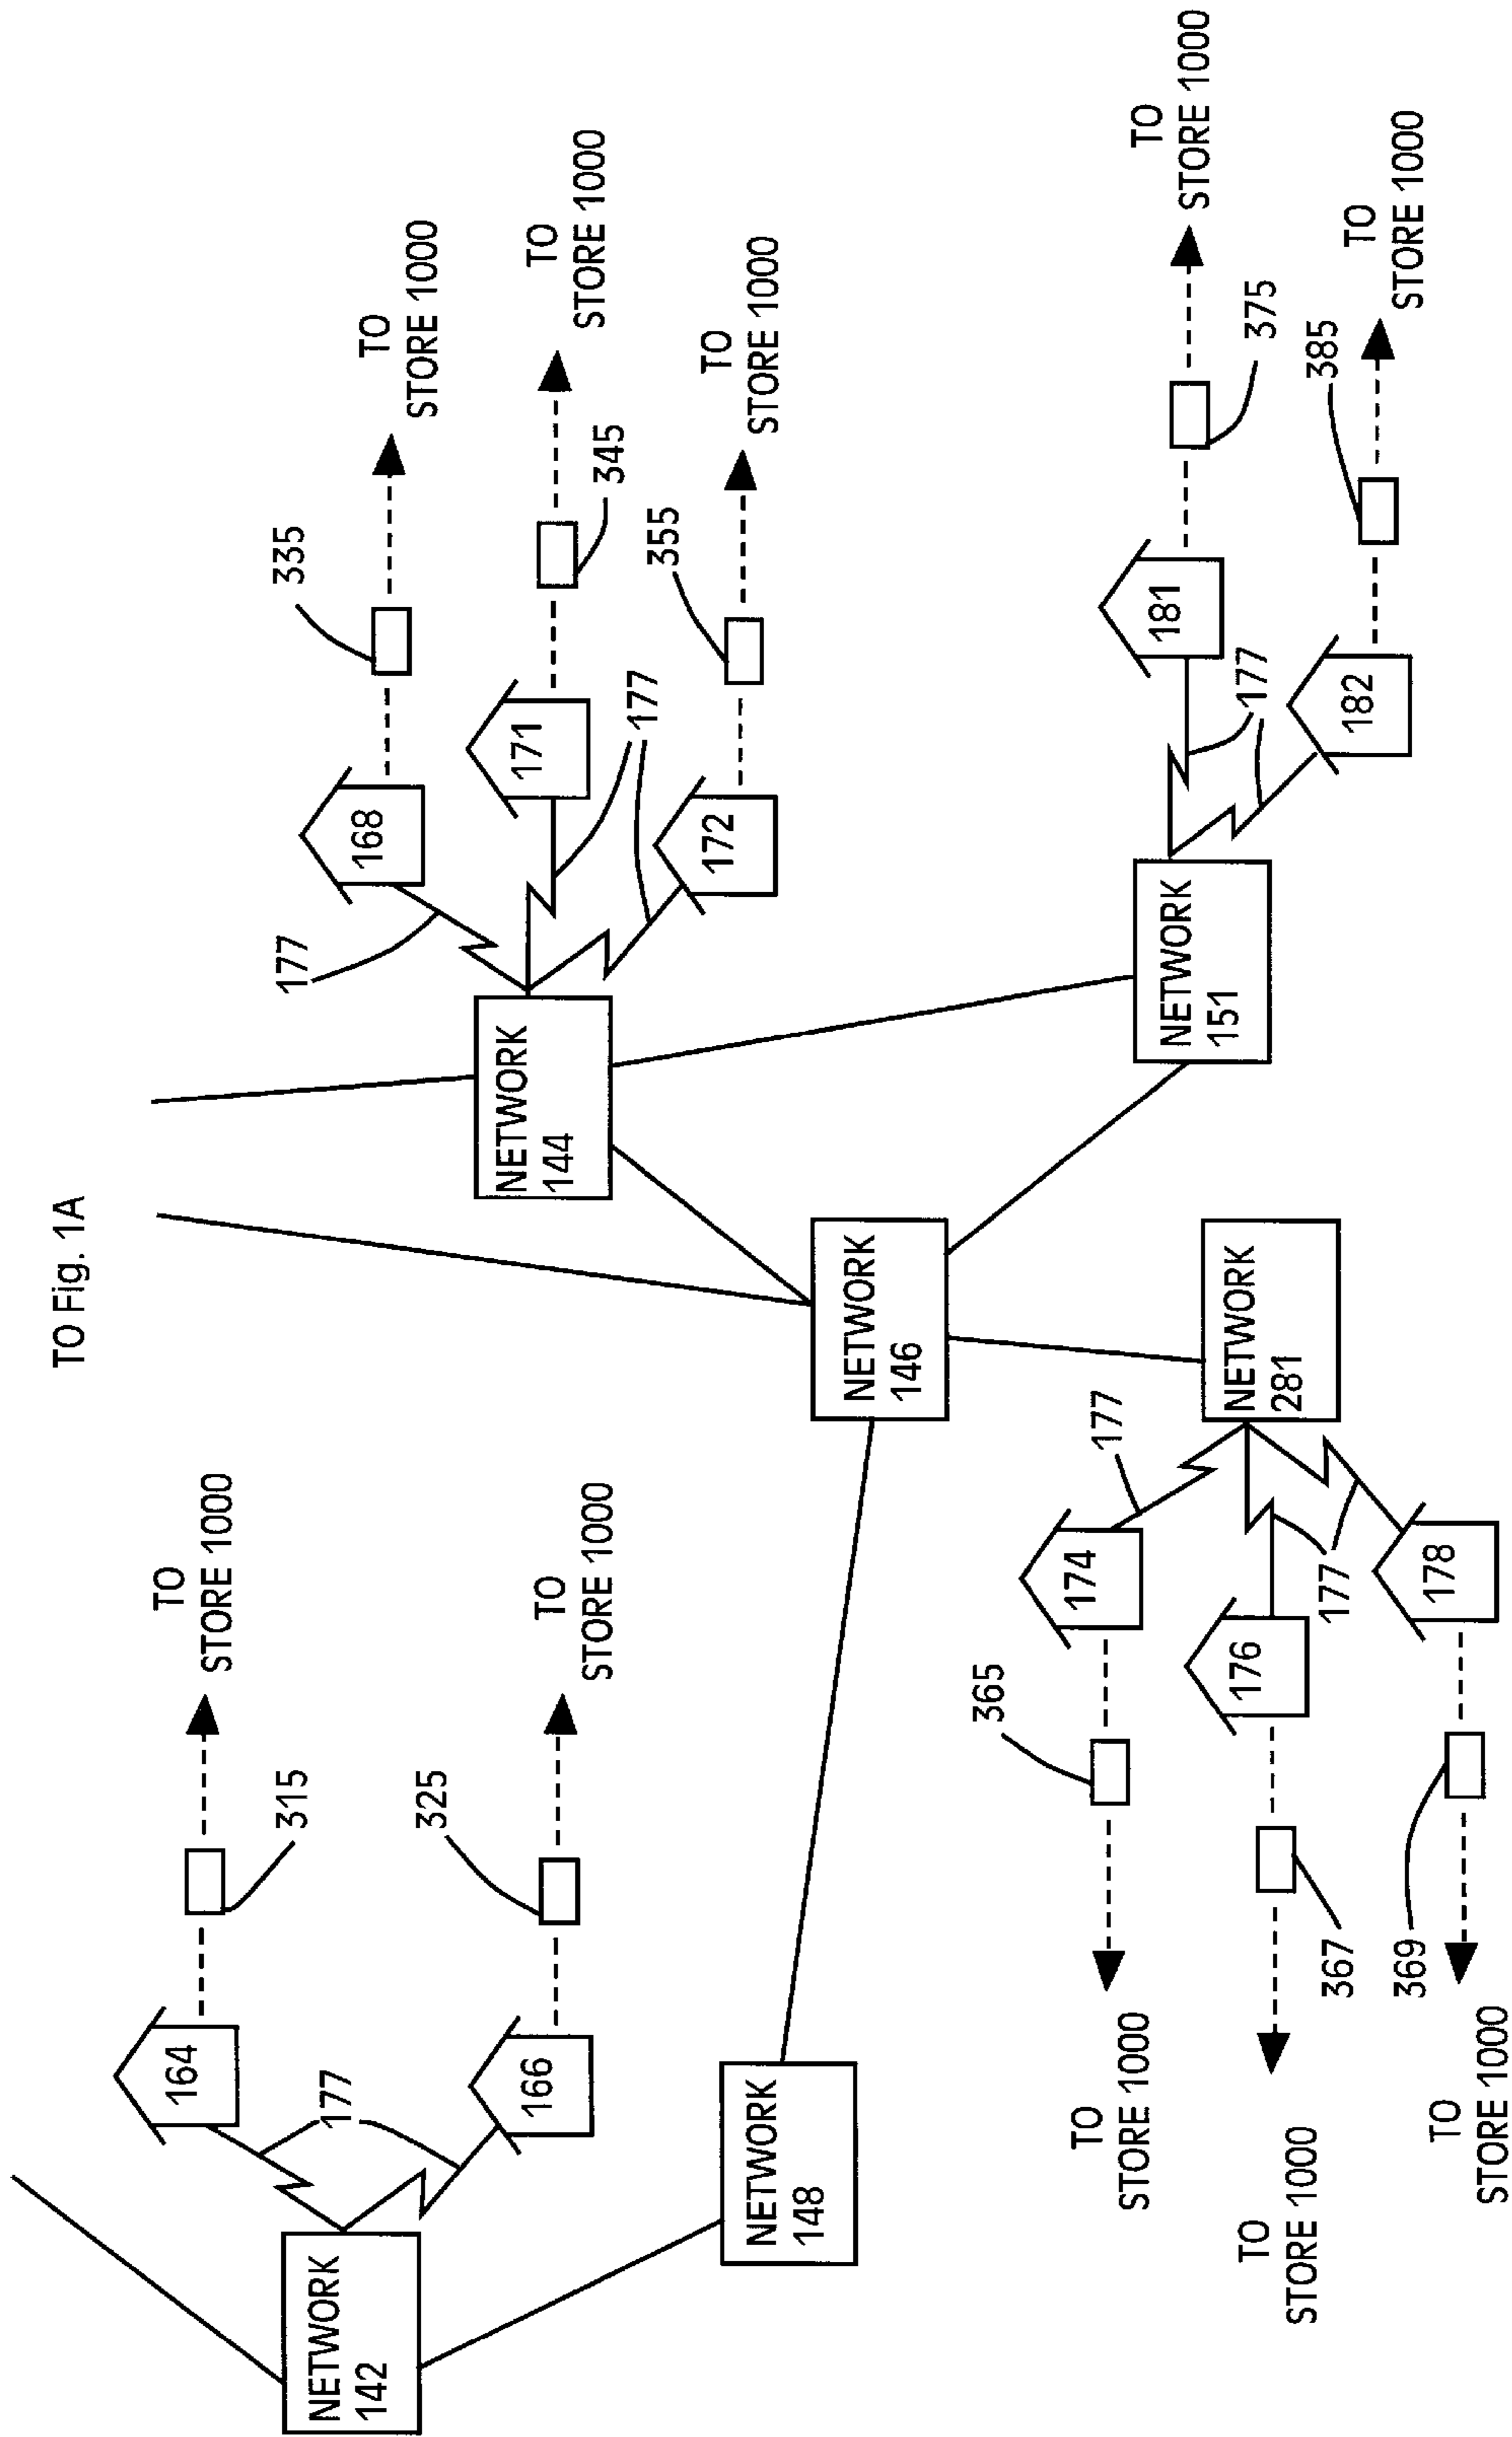 TO Fig. 1A
TO
STORE 1000
315
164
177
NETWORK
142
TO
STORE 1000
325
166
NETWORK
148
335
TO
STORE 1000
168
177
TO
STORE 1000
345
171
177
355
TO
STORE 1000
172
NETWORK
144
NETWORK
146
NETWORK
151
TO
STORE 1000
375
181
177
385
TO
STORE 1000
182
NETWORK
281
177
174
365
TO
STORE 1000
176
177
367
TO
STORE 1000
178
369
TO
STORE 1000